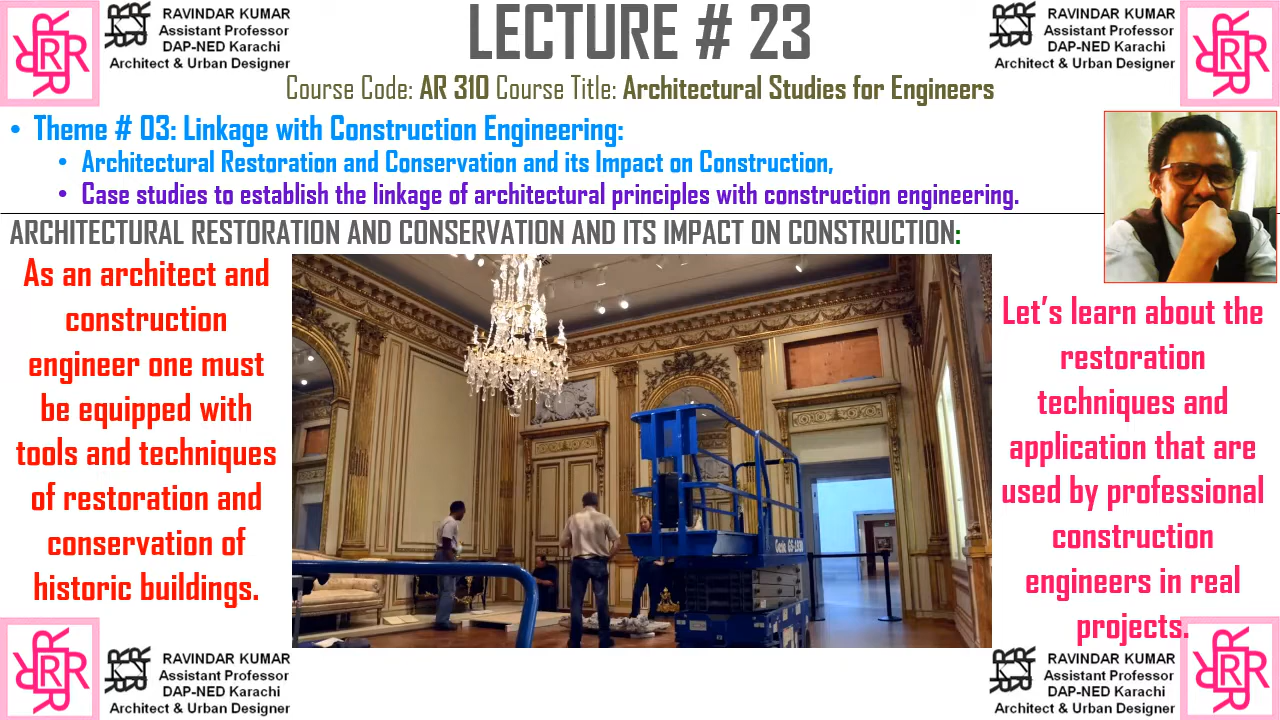 RAVINDAR KUMAR
Assistant Professor
DAP-NED Karachi
Architect & Urban Designer
LECTURE # 23
RAVINDAR KUMAR
Assistant Professor
DAP-NED Karachi
Architect & Urban Designer
Course Code: AR 310 Course Title: Architectural Studies for Engineers
• Theme # 03: Linkage with Construction Engineering:
• Architectural Restoration and Conservation and its Impact on Construction,
• Case studies to establish the linkage of architectural principles with construction engineering.
ARCHITECTURAL RESTORATION AND CONSERVATION AND ITS IMPACT ON CONSTRUCTION:
As an architect and
construction
engineer one must
be equipped with
tools and techniques
of restoration and
conservation of
historic buildings.
Genie
Let's learn about the
restoration
techniques and
application that are
used by professional
construction
engineers in real
projects.
RAVINDAR KUMAR
Assistant Professor
DAP-NED Karachi
Architect & Urban Designer
RAVINDAR KUMAR
Assistant Professor
DAP-NED Karachi
Architect & Urban Designer